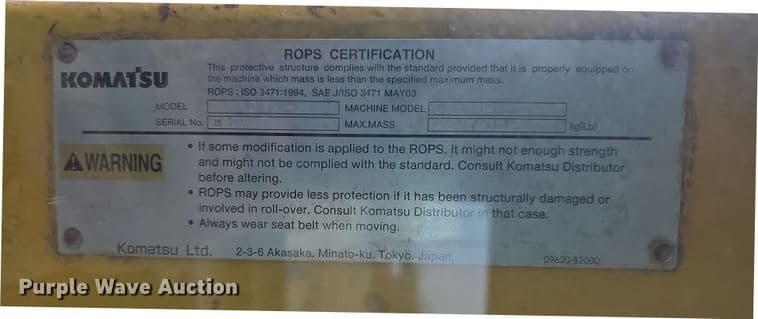 ROPS CERTIFICATION
KOMATSU
This protective structure complies with the standard provided that it is properly equipped on
the machine which mass is less than the specified maximum mass.
ROPS : ISO 3471:1994, SAE J/ISO 3471 MAY03
MODEL MACHINE MODEL
SERIAL No. MAX.MASS kg(Lb)
WARNING
• If some modification is applied to the ROPS, it might not enough strength
and might not be complied with the standard. Consult Komatsu Distributor
before altering.
• ROPS may provide less protection if it has been structurally damaged or
involved in roll-over. Consult Komatsu Distributor in that case.
• Always wear seat belt when moving.
Komatsu Ltd. 2-3-6 Akasaka, Minato-ku, Tokyo, Japan,
09620-B2000
Purple Wave Auction